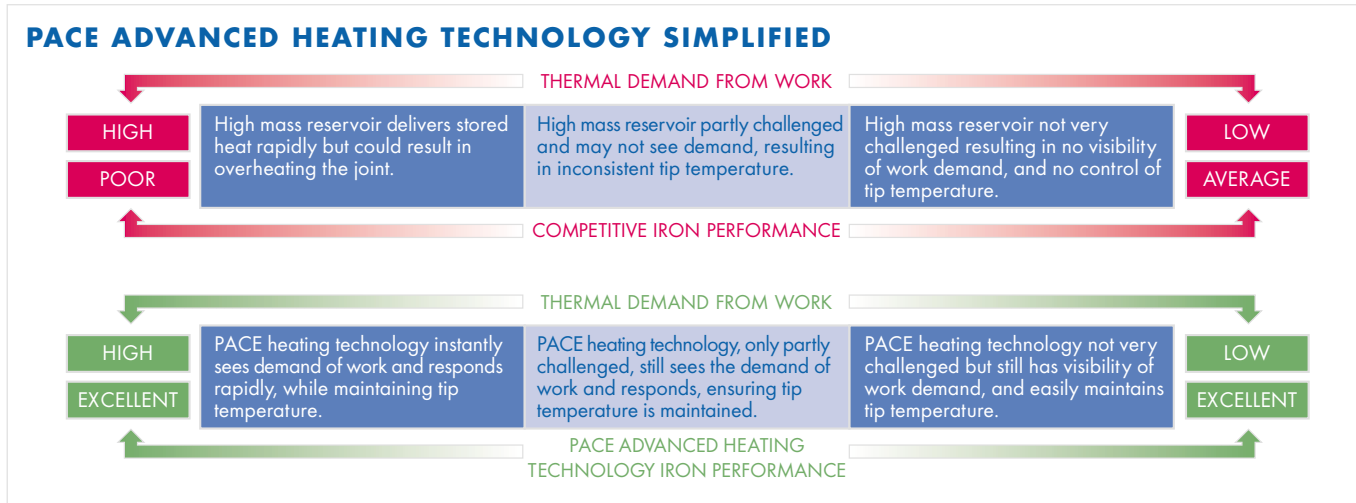 PACE ADVANCED HEATING TECHNOLOGY SIMPLIFIED
THERMAL DEMAND FROM WORK
HIGH
POOR
High mass reservoir delivers stored
heat rapidly but could result in
overheating the joint.
High mass reservoir partly challenged
and may not see demand, resulting
in inconsistent tip temperature.
High mass reservoir not very
challenged resulting in no visibility
of work demand, and no control of
tip temperature.
LOW
AVERAGE
COMPETITIVE IRON PERFORMANCE
THERMAL DEMAND FROM WORK
HIGH
EXCELLENT
PACE heating technology instantly
sees demand of work and responds
rapidly, while maintaining tip
temperature.
PACE heating technology, only partly
challenged, still sees the demand of
work and responds, ensuring tip
temperature is maintained.
PACE heating technology not very
challenged but still has visibility of
work demand, and easily maintains
tip temperature.
LOW
EXCELLENT
PACE ADVANCED HEATING
TECHNOLOGY IRON PERFORMANCE